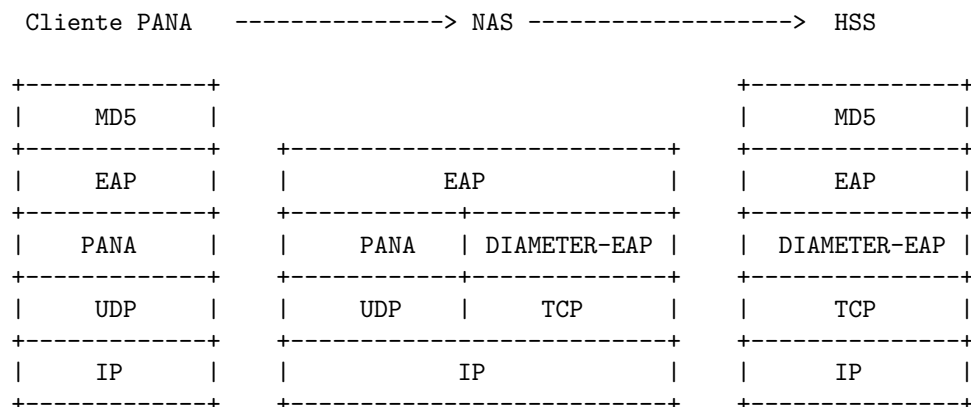 Cliente PANA ---------------> NAS -------------------> HSS
MD5 MD5
EAP EAP EAP
PANA PANA DIAMETER-EAP DIAMETER-EAP
UDP UDP TCP TCP
IP IP IP